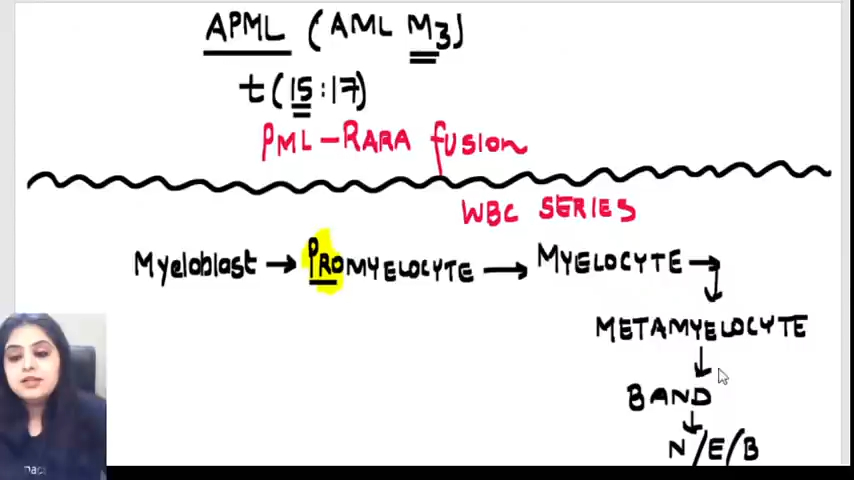 APML (AML M3)
t(15:17)
PML-RARA fusion
WBC SERIES
Myeloblast → PROMYELOCYTE → MYELOCYTE →
METAMYELOCYTE
↓
BAND
↓
N/E/B